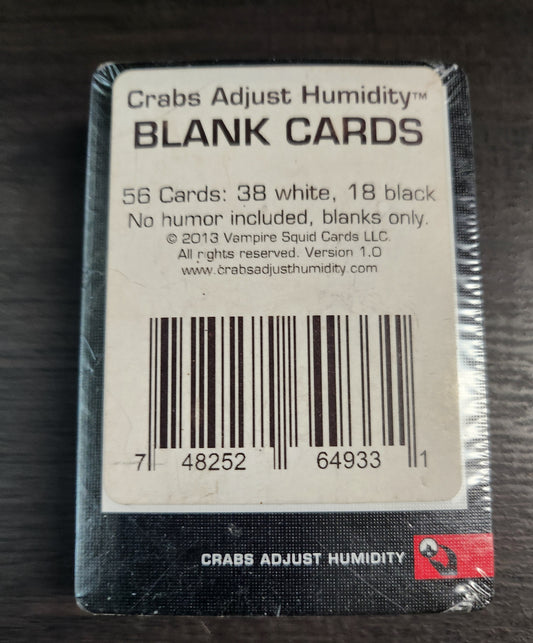 Crabs Adjust Humidity™
BLANK CARDS
56 Cards: 38 white, 18 black
No humor included, blanks only.
© 2013 Vampire Squid Cards LLC.
All rights reserved. Version 1.0
www.crabsadjusthumidity.com
7 48252 64933 1
CRABS ADJUST HUMIDITY